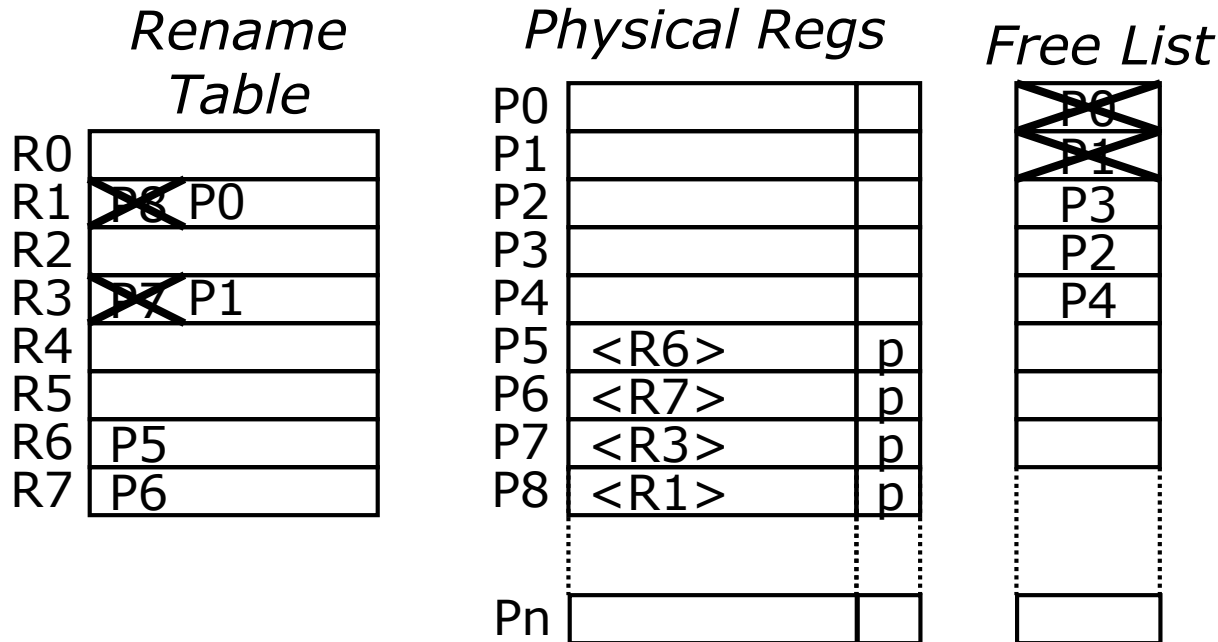 Rename
Table
R0
R1 P8 P0
R2
R3 P7 P1
R4
R5
R6 P5
R7 P6
Physical Regs
P0
P1
P2
P3
P4
P5 <R6> p
P6 <R7> p
P7 <R3> p
P8 <R1> p
Pn
Free List
P0
P1
P3
P2
P4